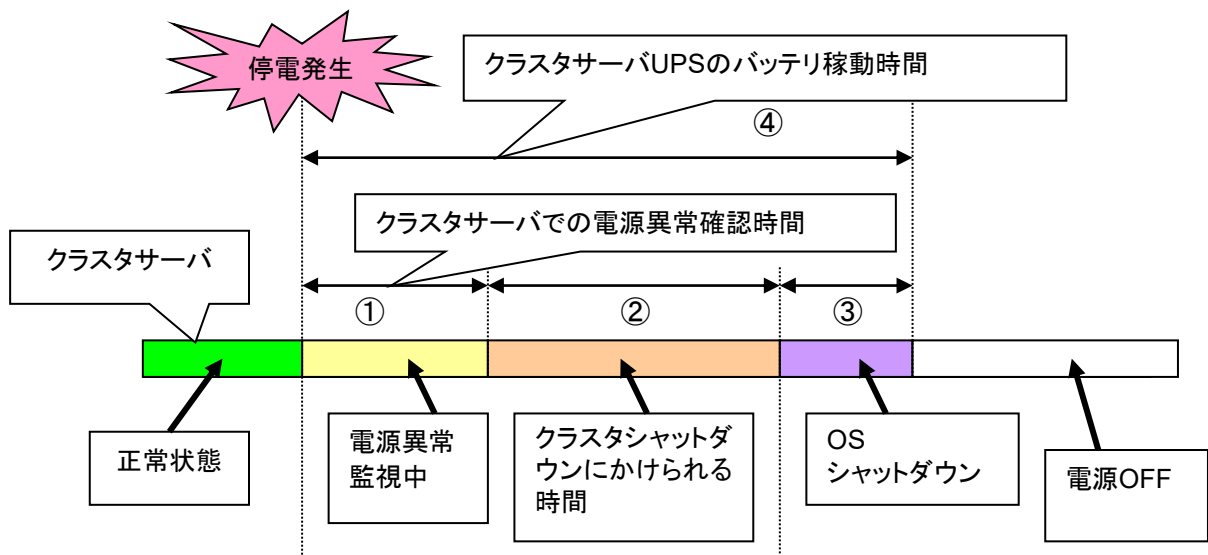 停電発生
クラスタサーバUPSのバッテリ稼動時間
④
クラスタサーバでの電源異常確認時間
クラスタサーバ
①
②
③
正常状態
電源異常
監視中
クラスタシャットダ
ウンにかけられる
時間
OS
シャットダウン
電源OFF